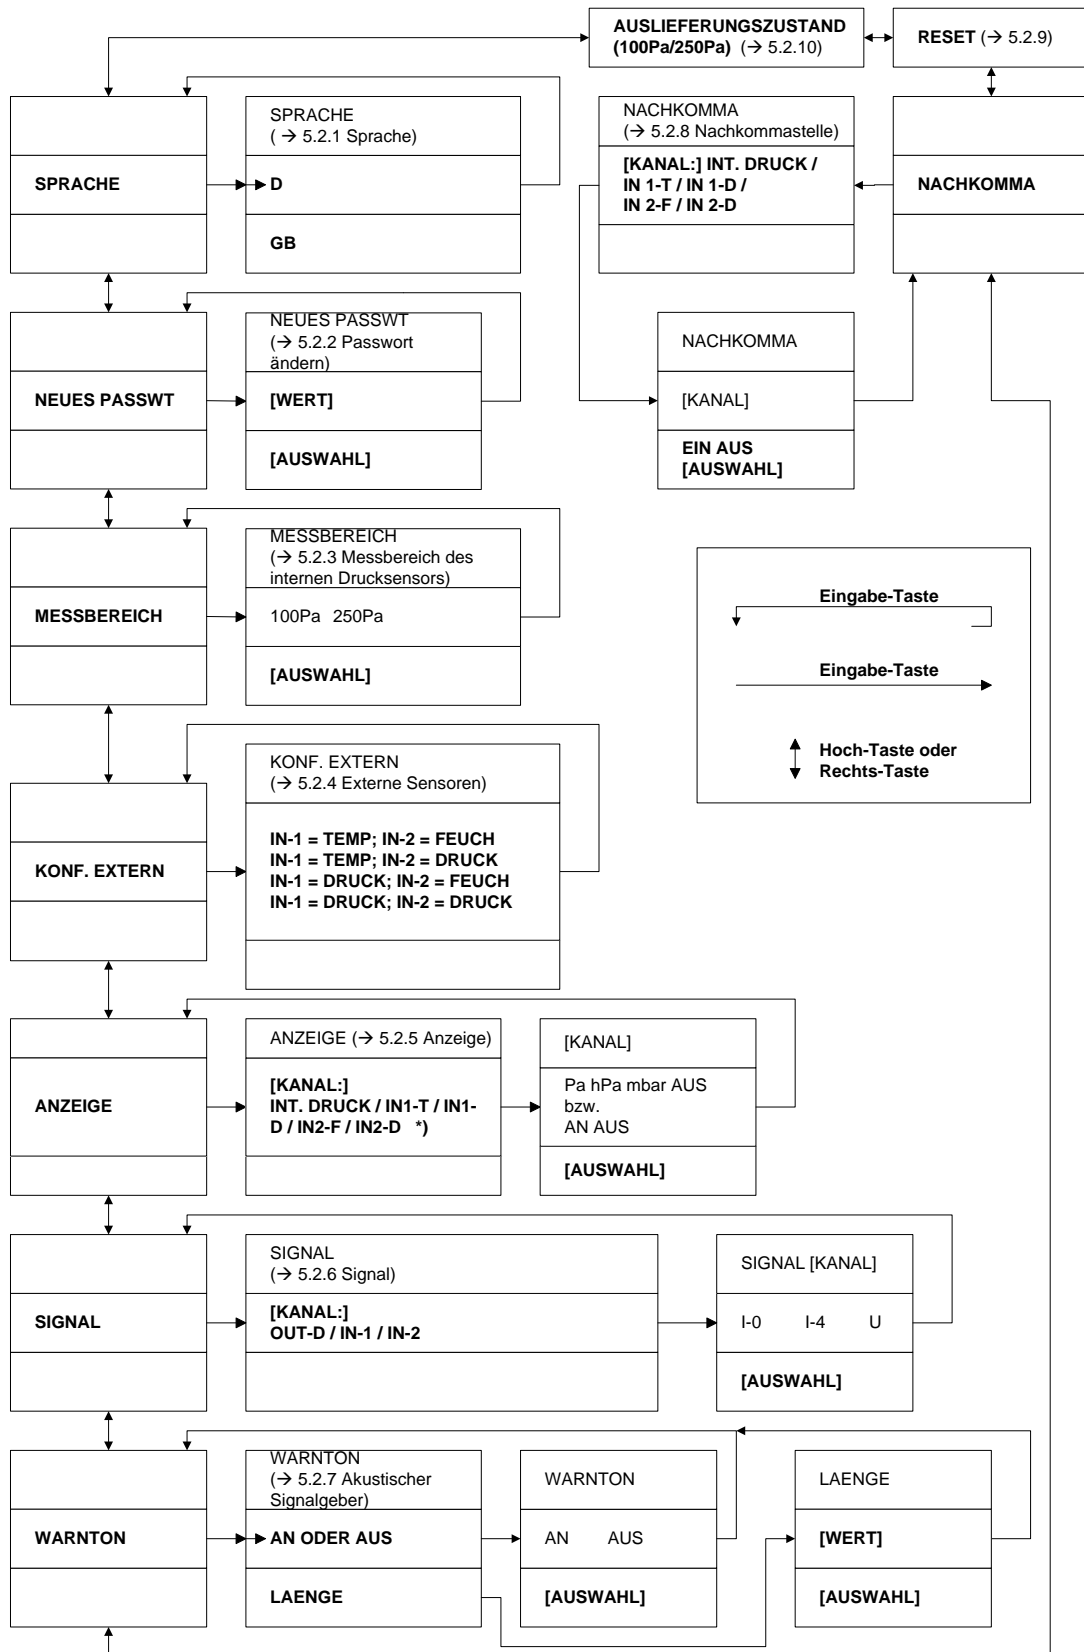 AUSLIEFERUNGSZUSTAND
(100Pa/250Pa) (→ 5.2.10)
RESET (→ 5.2.9)
SPRACHE
SPRACHE
( → 5.2.1 Sprache)
D
GB
NACHKOMMA
(→ 5.2.8 Nachkommastelle)
[KANAL:] INT. DRUCK /
IN 1-T / IN 1-D /
IN 2-F / IN 2-D
NACHKOMMA
NEUES PASSWT
NEUES PASSWT
(→ 5.2.2 Passwort
ändern)
[WERT]
[AUSWAHL]
NACHKOMMA
[KANAL]
EIN AUS
[AUSWAHL]
MESSBEREICH
MESSBEREICH
(→ 5.2.3 Messbereich des
internen Drucksensors)
100Pa 250Pa
[AUSWAHL]
Eingabe-Taste
Eingabe-Taste
Hoch-Taste oder
Rechts-Taste
KONF. EXTERN
KONF. EXTERN
(→ 5.2.4 Externe Sensoren)
IN-1 = TEMP; IN-2 = FEUCH
IN-1 = TEMP; IN-2 = DRUCK
IN-1 = DRUCK; IN-2 = FEUCH
IN-1 = DRUCK; IN-2 = DRUCK
ANZEIGE
ANZEIGE (→ 5.2.5 Anzeige)
[KANAL:]
INT. DRUCK / IN1-T / IN1-
D / IN2-F / IN2-D *)
[KANAL]
Pa hPa mbar AUS
bzw.
AN AUS
[AUSWAHL]
SIGNAL
SIGNAL
(→ 5.2.6 Signal)
[KANAL:]
OUT-D / IN-1 / IN-2
SIGNAL [KANAL]
I-0 I-4 U
[AUSWAHL]
WARNTON
WARNTON
(→ 5.2.7 Akustischer
Signalgeber)
AN ODER AUS
LAENGE
WARNTON
AN AUS
[AUSWAHL]
LAENGE
[WERT]
[AUSWAHL]